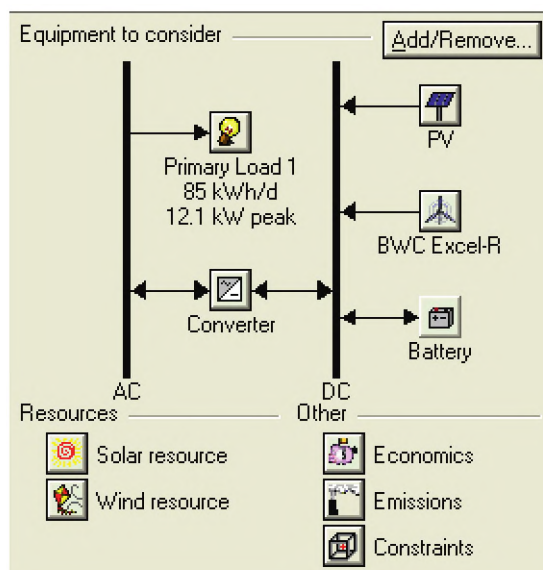 Equipment to consider
Add/Remove...
Primary Load 1
85 kWh/d
12.1 kW peak
PV
BWC Excel-R
Converter
Battery
AC
DC
Resources
Other
Solar resource
Economics
Wind resource
Emissions
Constraints